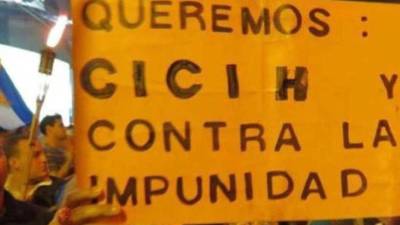 QUEREMOS :
CICIH Y
CONTRA LA
IMPUNIDAD